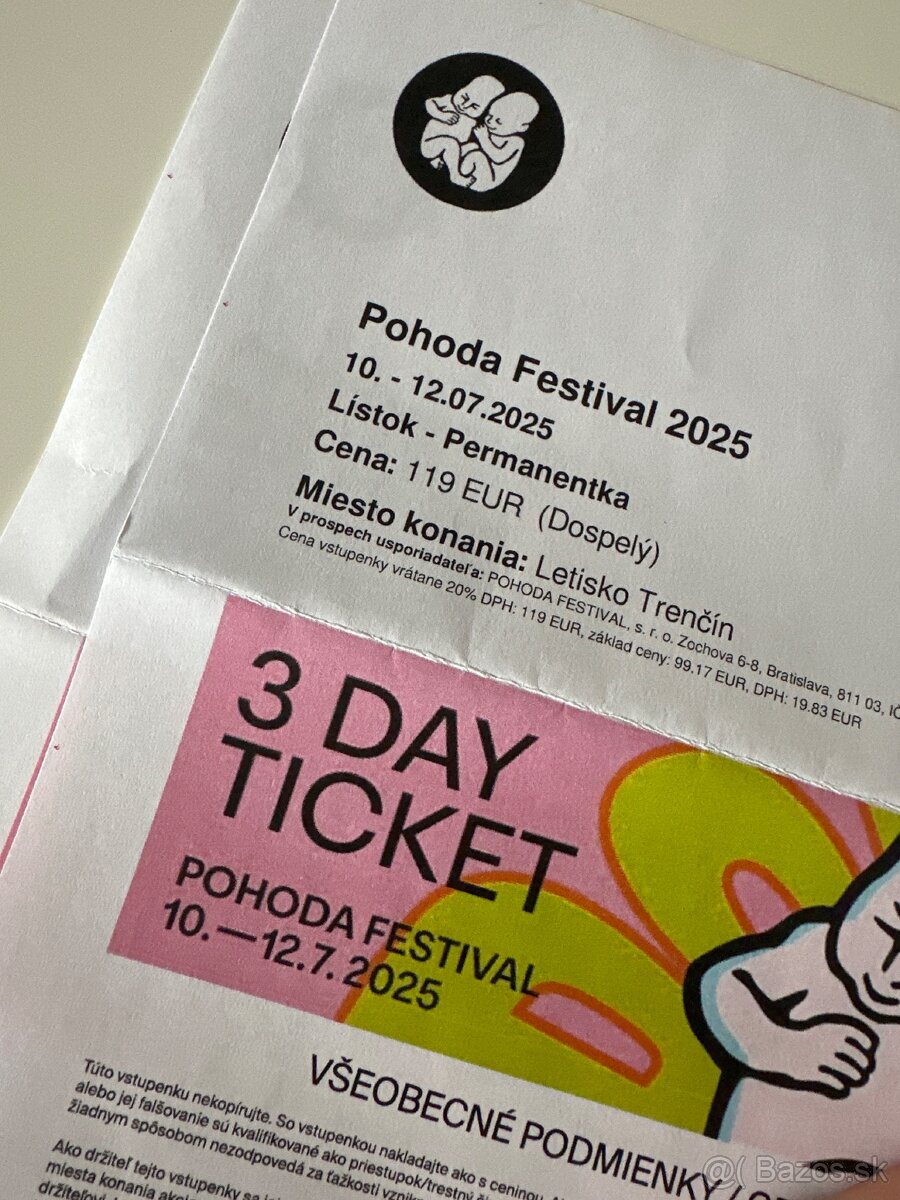 Pohoda Festival 2025
10. - 12.07.2025
Lístok - Permanentka
Cena: 119 EUR (Dospelý)
Miesto konania: Letisko Trenčín
V prospech usporiadateľa: POHODA FESTIVAL, s. r. o. Zochova 6-8, Bratislava, 811 03, IČ
Cena vstupenky vrátane 20% DPH: 119 EUR, základ ceny: 99.17 EUR, DPH: 19.83 EUR
3 DAY
TICKET
POHODA FESTIVAL
10.—12.7. 2025
VŠEOBECNÉ PODMIENKY
Túto vstupenku nekopírujte. So vstupenkou nakladajte ako s ceninou.
alebo jej falšovanie sú kvalifikované ako priestupok/trestný
žiadnym spôsobom nezodpovedá za ťažkosti
Ako držiteľ tejto vstupenky sa
miesta konania
@( Bazos.sk